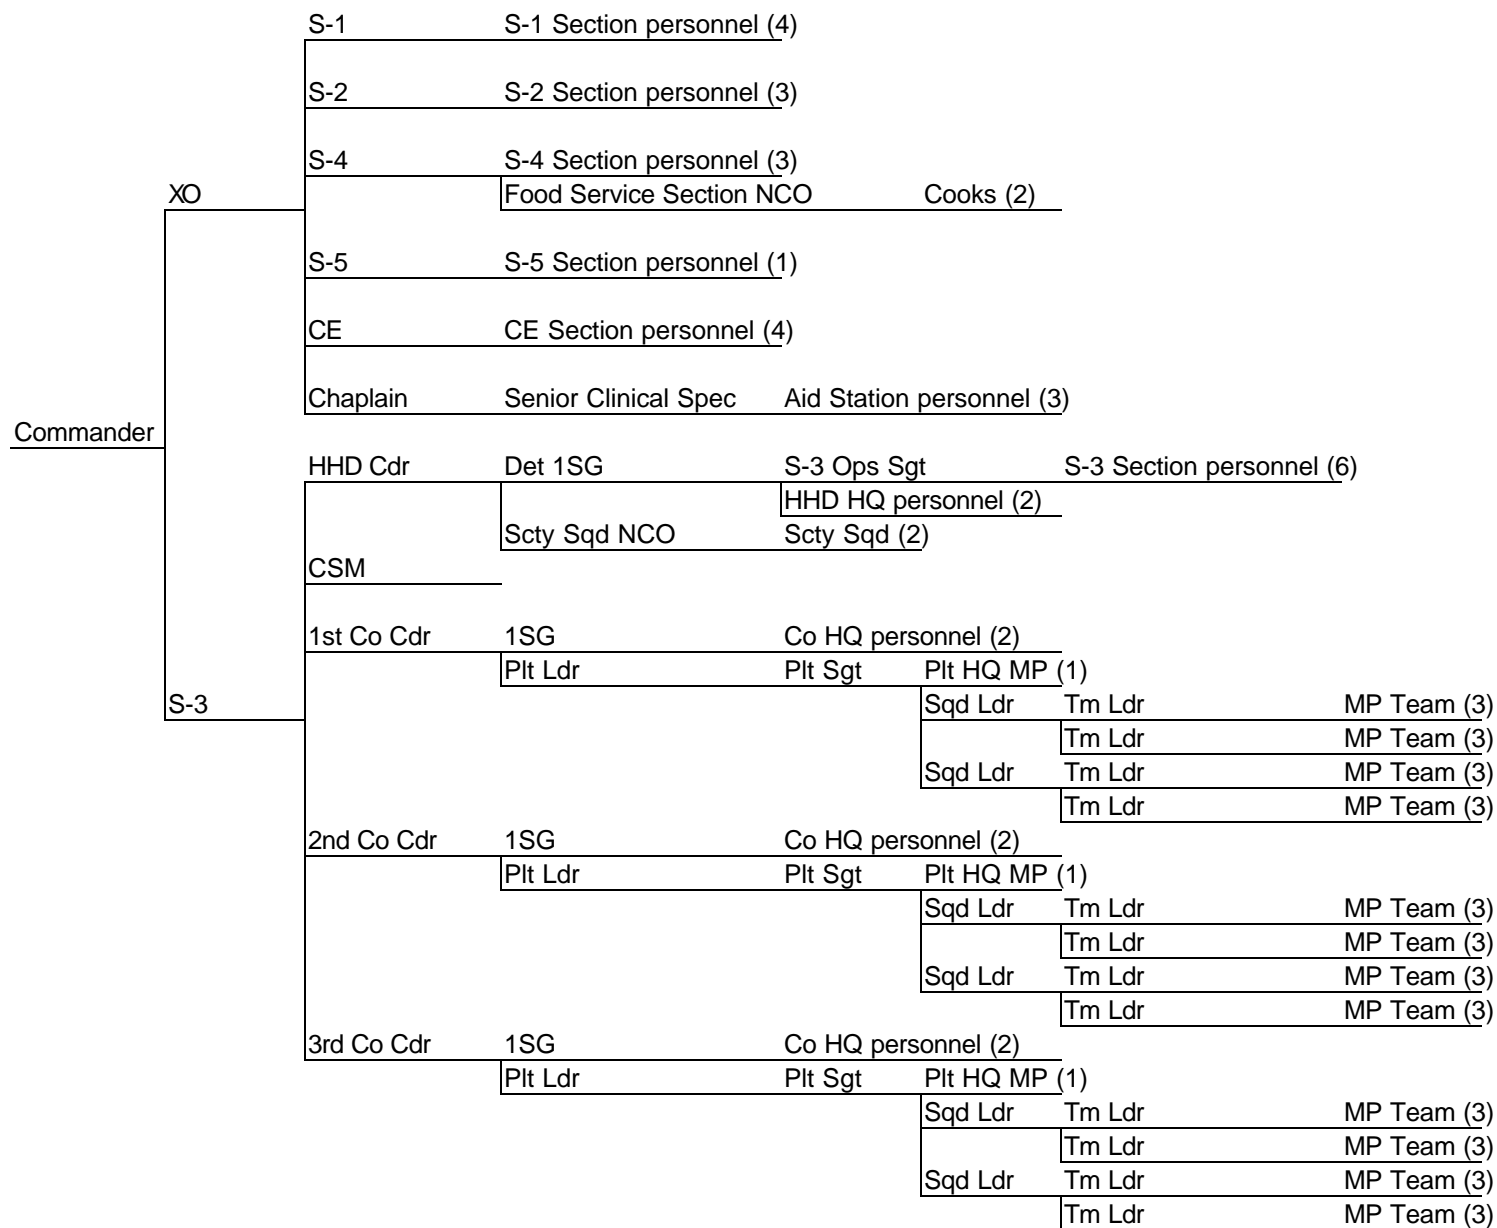 S-1 S-1 Section personnel (4)
S-2 S-2 Section personnel (3)
S-4 S-4 Section personnel (3)
XO Food Service Section NCO Cooks (2)
S-5 S-5 Section personnel (1)
CE CE Section personnel (4)
Chaplain Senior Clinical Spec Aid Station personnel (3)
Commander
HHD Cdr Det 1SG S-3 Ops Sgt S-3 Section personnel (6)
HHD HQ personnel (2)
Scty Sqd NCO Scty Sqd (2)
CSM
1st Co Cdr 1SG Co HQ personnel (2)
Plt Ldr Plt Sgt Plt HQ MP (1)
S-3 Sqd Ldr Tm Ldr MP Team (3)
Tm Ldr MP Team (3)
Sqd Ldr Tm Ldr MP Team (3)
Tm Ldr MP Team (3)
2nd Co Cdr 1SG Co HQ personnel (2)
Plt Ldr Plt Sgt Plt HQ MP (1)
Sqd Ldr Tm Ldr MP Team (3)
Tm Ldr MP Team (3)
Sqd Ldr Tm Ldr MP Team (3)
Tm Ldr MP Team (3)
3rd Co Cdr 1SG Co HQ personnel (2)
Plt Ldr Plt Sgt Plt HQ MP (1)
Sqd Ldr Tm Ldr MP Team (3)
Tm Ldr MP Team (3)
Sqd Ldr Tm Ldr MP Team (3)
Tm Ldr MP Team (3)